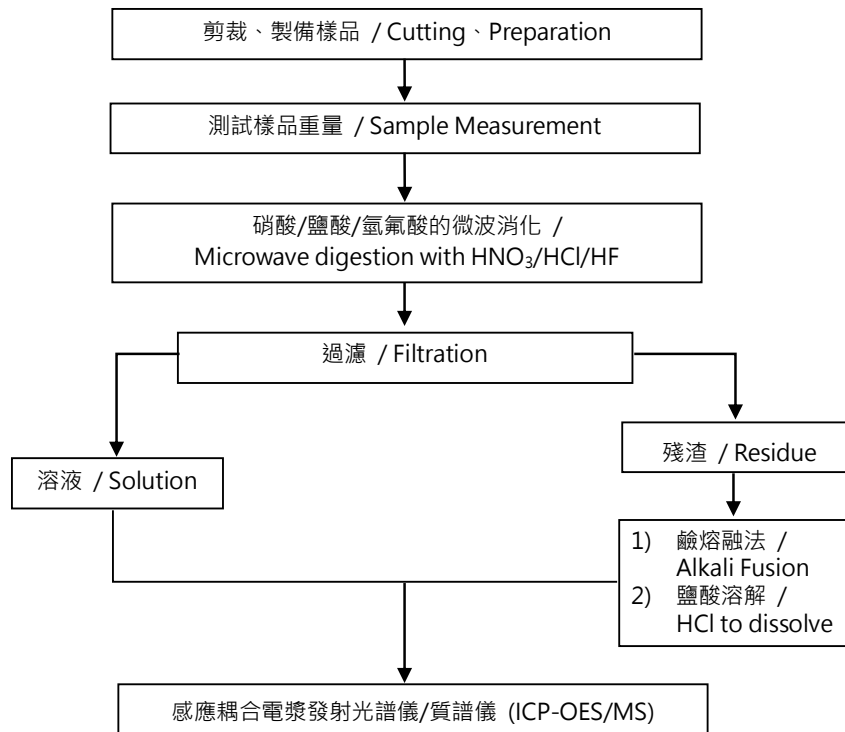 剪裁、製備樣品 / Cutting、Preparation
測試樣品重量 / Sample Measurement
硝酸/鹽酸/氫氟酸的微波消化 /
Microwave digestion with HNO₃/HCl/HF
過濾 / Filtration
溶液 / Solution
殘渣 / Residue
1) 鹼熔融法 /
Alkali Fusion
2) 鹽酸溶解 /
HCl to dissolve
感應耦合電漿發射光譜儀/質譜儀 (ICP-OES/MS)